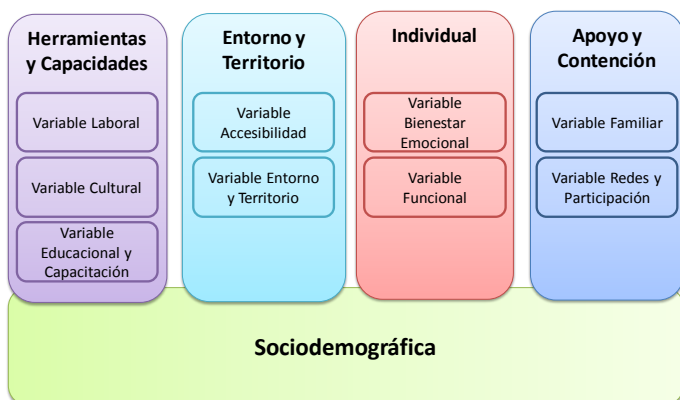 Herramientas
y Capacidades
Variable Laboral
Variable Cultural
Variable
Educacional y
Capacitación
Entorno y
Territorio
Variable
Accesibilidad
Variable Entorno
y Territorio
Individual
Variable
Bienestar
Emocional
Variable
Funcional
Apoyo y
Contención
Variable Familiar
Variable Redes y
Participación
Sociodemográfica